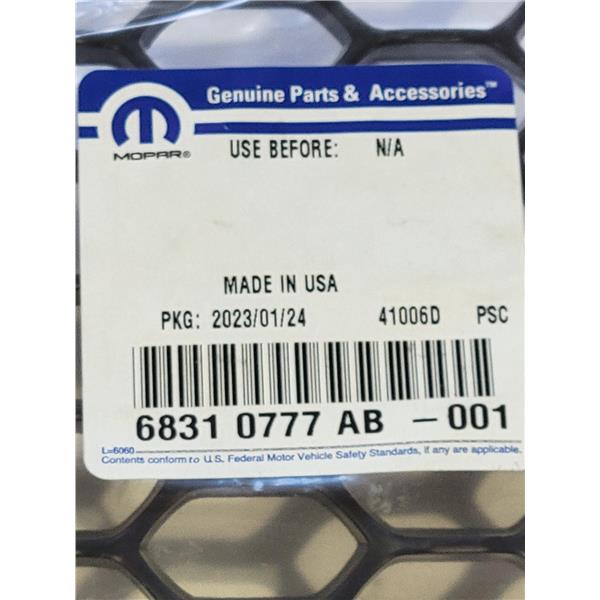 Genuine Parts & Accessories™
MOPAR®
USE BEFORE: N/A
MADE IN USA
PKG: 2023/01/24 41006D PSC
6831 0777 AB -001
L=6060
Contents conform to U.S. Federal Motor Vehicle Safety Standards, if any are applicable.